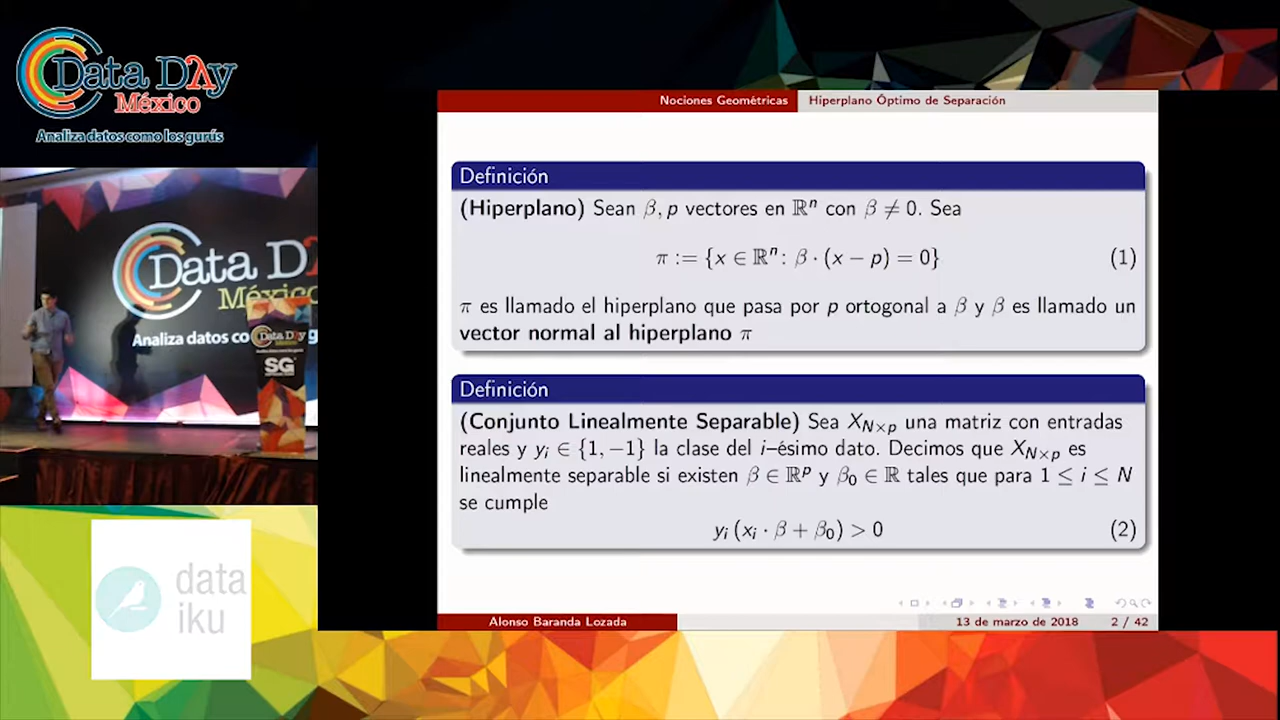 Data Day
México
Analiza datos como los gurús
Nociones Geométricas
Hiperplano Óptimo de Separación
Definición
(Hiperplano) Sean β, p vectores en ℝⁿ con β ≠ 0. Sea
π := {x ∈ ℝⁿ : β · (x − p) = 0} (1)
π es llamado el hiperplano que pasa por p ortogonal a β y β es llamado un
vector normal al hiperplano π
Definición
(Conjunto Linealmente Separable) Sea X_{N×p} una matriz con entradas
reales y y_i ∈ {1, −1} la clase del i–ésimo dato. Decimos que X_{N×p} es
linealmente separable si existen β ∈ ℝᵖ y β₀ ∈ ℝ tales que para 1 ≤ i ≤ N
se cumple
y_i (x_i · β + β₀) > 0 (2)
Alonso Baranda Lozada
13 de marzo de 2018
2 / 42
Data D
México
Analiza datos co
g
Data Day
México
SG
data
iku